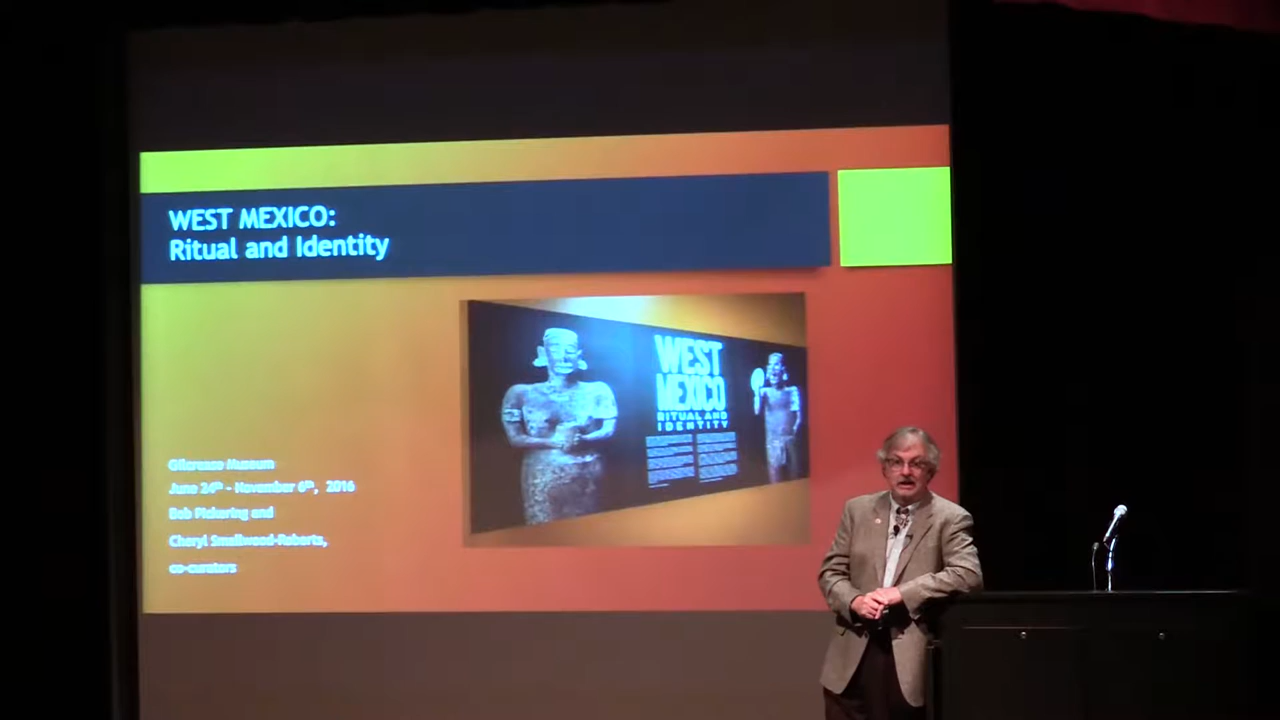 WEST MEXICO:
Ritual and Identity
WEST
MEXICO
RITUAL AND
IDENTITY
Gilcrease Museum
June 24th - November 6th, 2016
Bob Pickering and
Cheryl Smallwood-Roberts,
co-curators